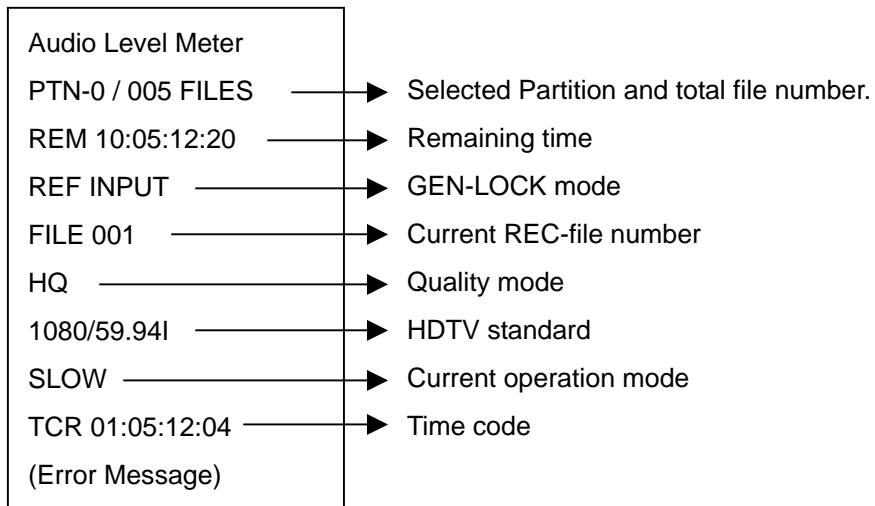 Audio Level Meter
PTN-0 / 005 FILES Selected Partition and total file number.
REM 10:05:12:20 Remaining time
REF INPUT GEN-LOCK mode
FILE 001 Current REC-file number
HQ Quality mode
1080/59.94I HDTV standard
SLOW Current operation mode
TCR 01:05:12:04 Time code
(Error Message)